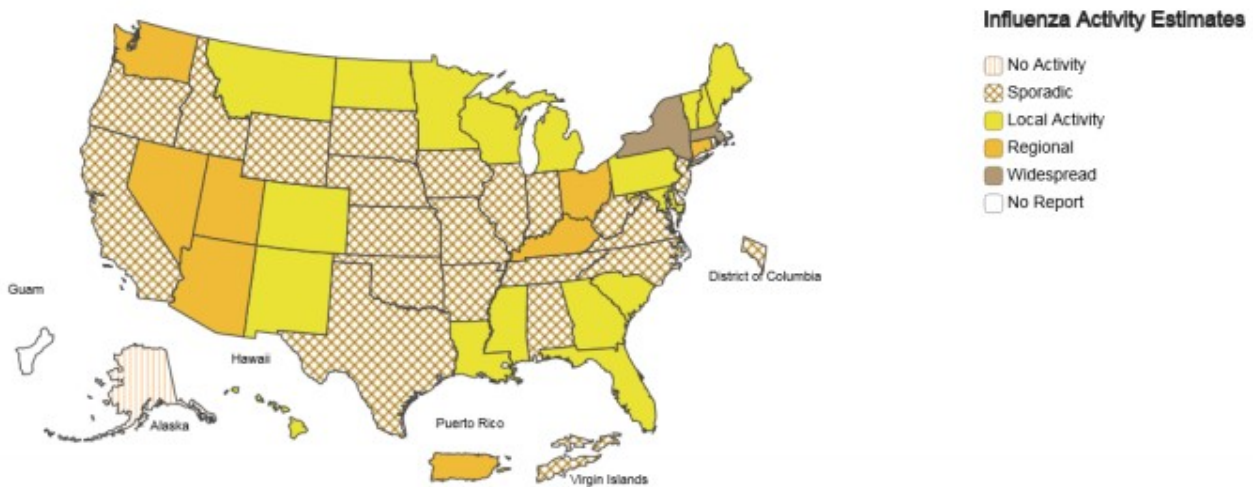 Influenza Activity Estimates
No Activity
Sporadic
Local Activity
Regional
Widespread
No Report
District of Columbia
Guam
Hawaii
Alaska
Puerto Rico
Virgin Islands